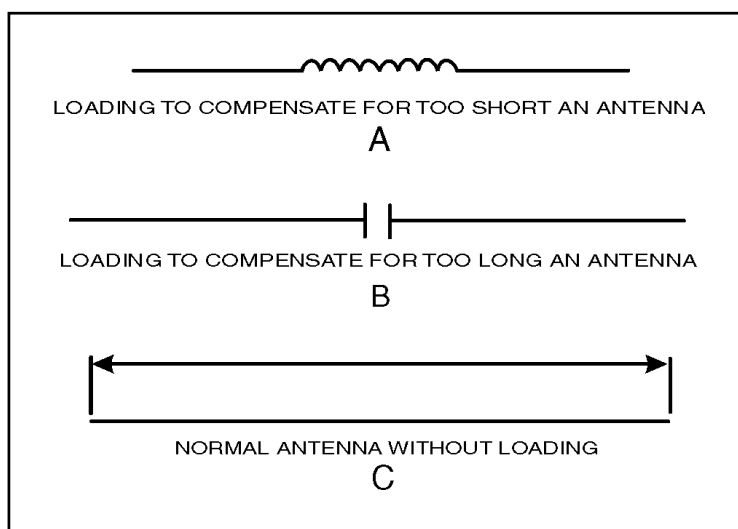 LOADING TO COMPENSATE FOR TOO SHORT AN ANTENNA
A
LOADING TO COMPENSATE FOR TOO LONG AN ANTENNA
B
NORMAL ANTENNA WITHOUT LOADING
C